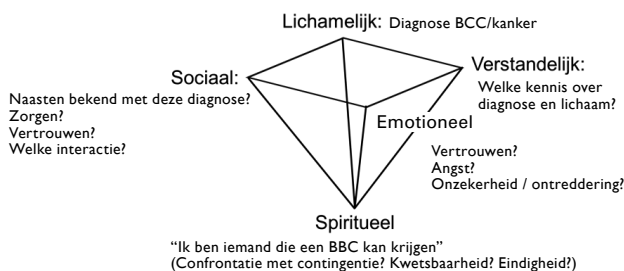 Lichamelijk: Diagnose BCC/kanker
Sociaal:
Naasten bekend met deze diagnose?
Zorgen?
Vertrouwen?
Welke interactie?
Verstandelijk:
Welke kennis over
diagnose en lichaam?
Emotioneel
Vertrouwen?
Angst?
Onzekerheid / ontreddering?
Spiritueel
“Ik ben iemand die een BBC kan krijgen”
(Confrontatie met contingentie? Kwetsbaarheid? Eindigheid?)